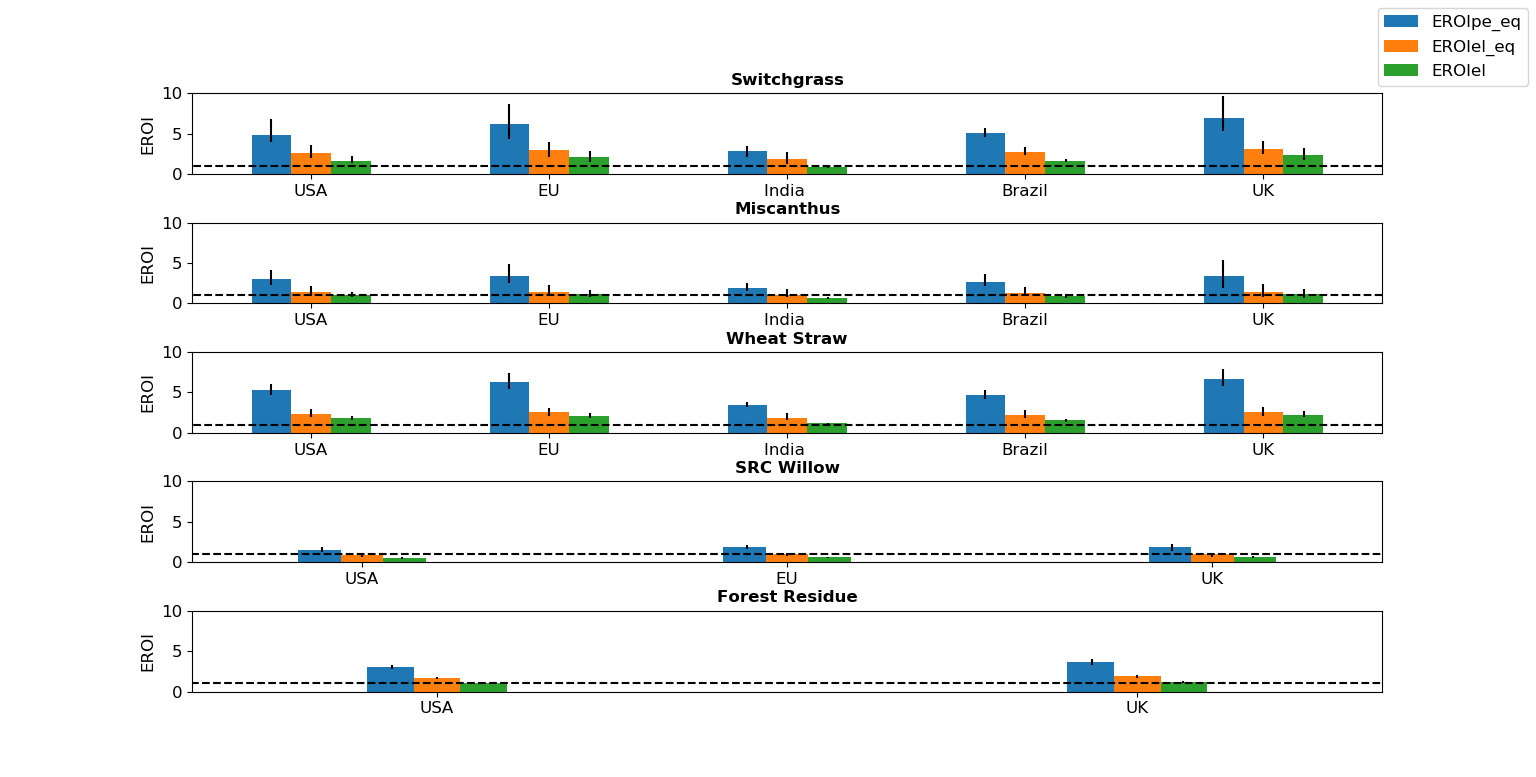 EROIpe_eq
EROIel_eq
EROIel
Switchgrass
10
5
0
EROI
USA EU India Brazil UK
Miscanthus
10
5
0
EROI
USA EU India Brazil UK
Wheat Straw
10
5
0
EROI
USA EU India Brazil UK
SRC Willow
10
5
0
EROI
USA EU UK
Forest Residue
10
5
0
EROI
USA UK